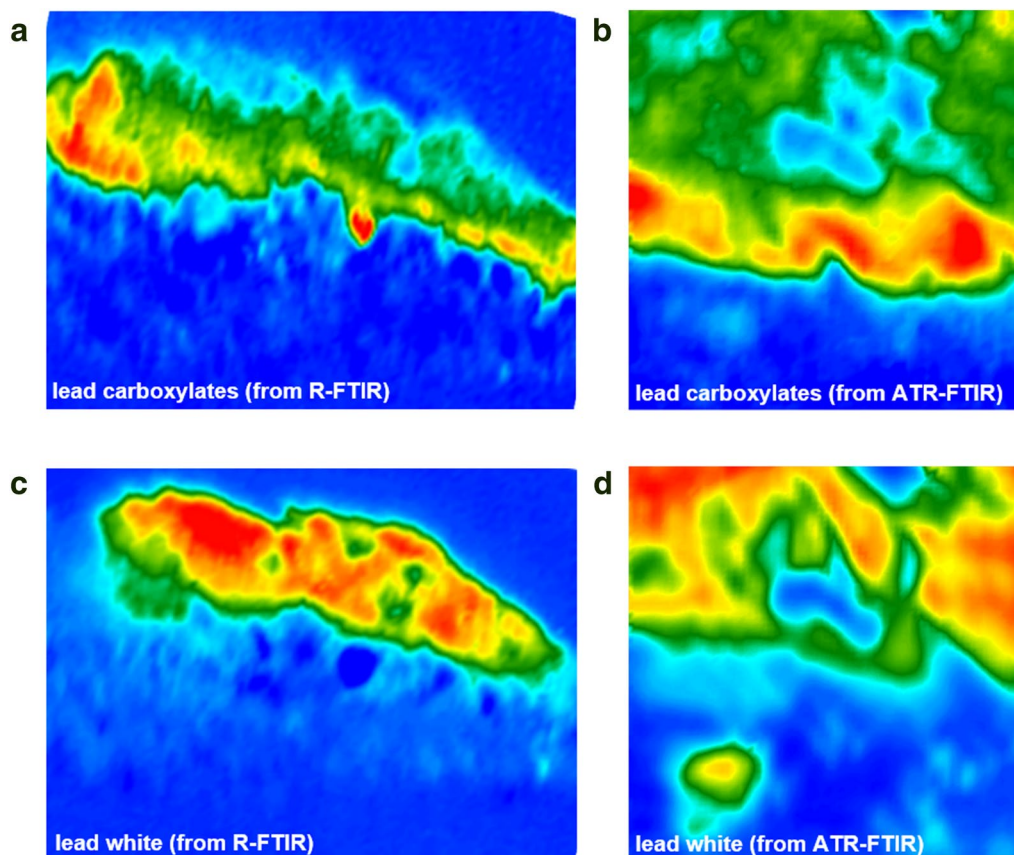 a
b
lead carboxylates (from R-FTIR)
lead carboxylates (from ATR-FTIR)
c
d
lead white (from R-FTIR)
lead white (from ATR-FTIR)